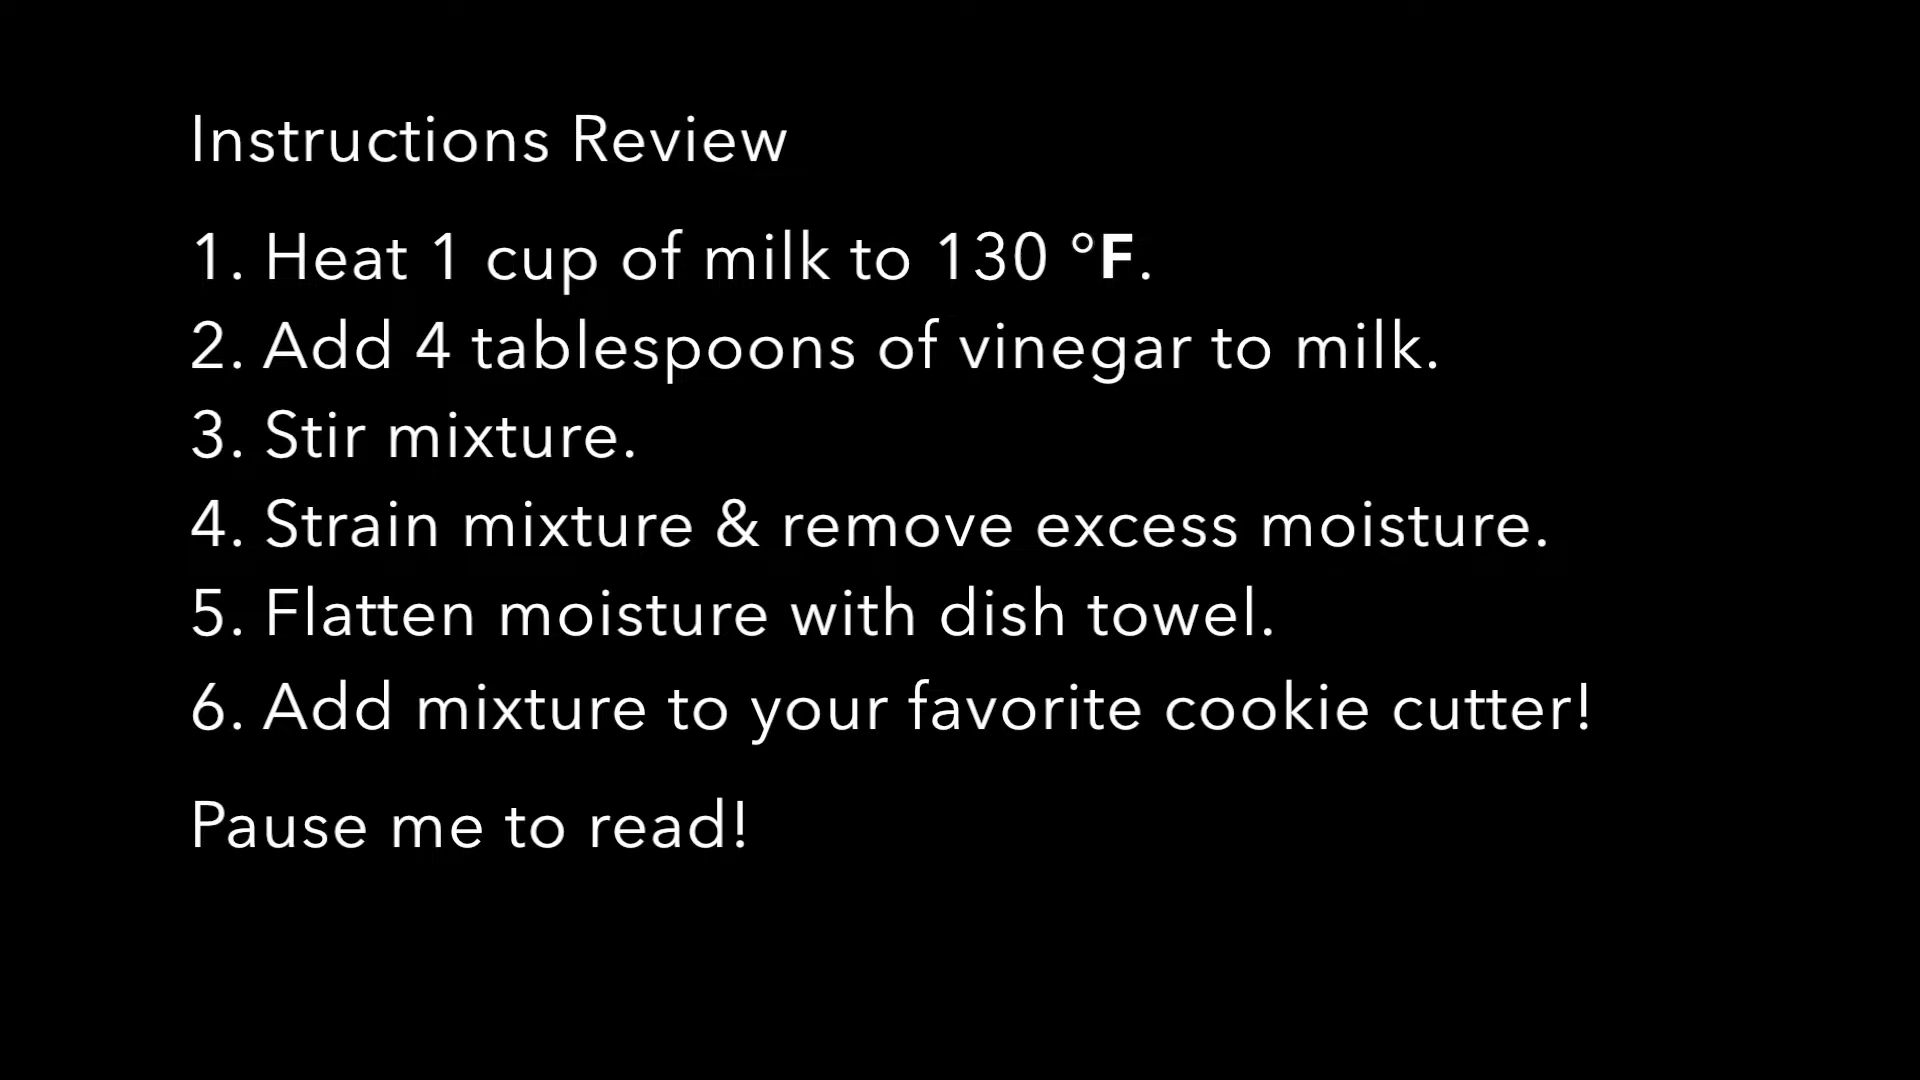 Instructions Review
1. Heat 1 cup of milk to 130 °F.
2. Add 4 tablespoons of vinegar to milk.
3. Stir mixture.
4. Strain mixture & remove excess moisture.
5. Flatten moisture with dish towel.
6. Add mixture to your favorite cookie cutter!
Pause me to read!